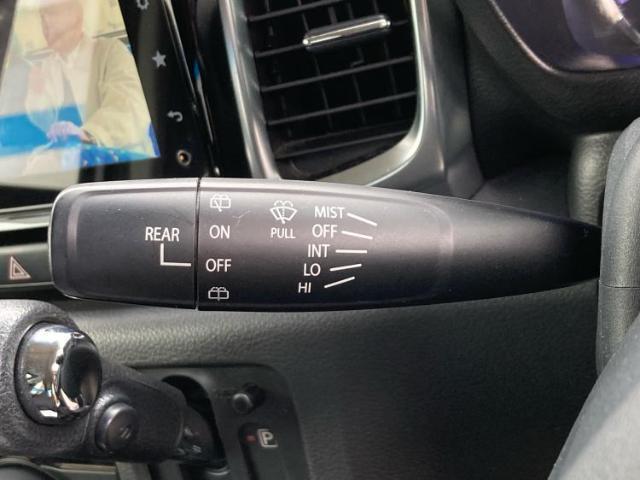 REAR
ON
OFF
PULL
MIST
OFF
INT
LO
HI
P